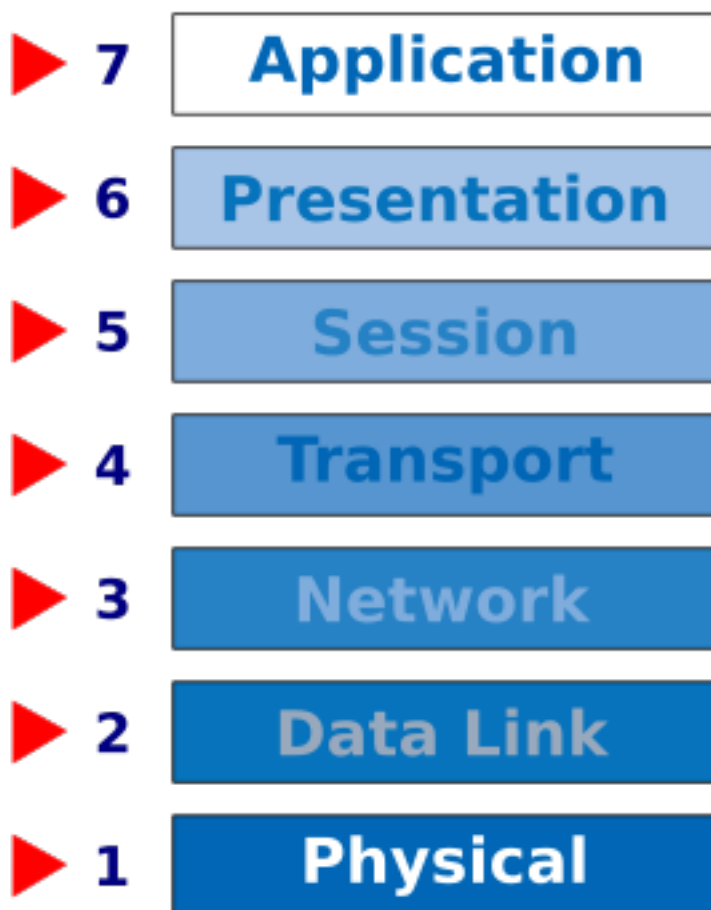 7 Application
6 Presentation
5 Session
4 Transport
3 Network
2 Data Link
1 Physical